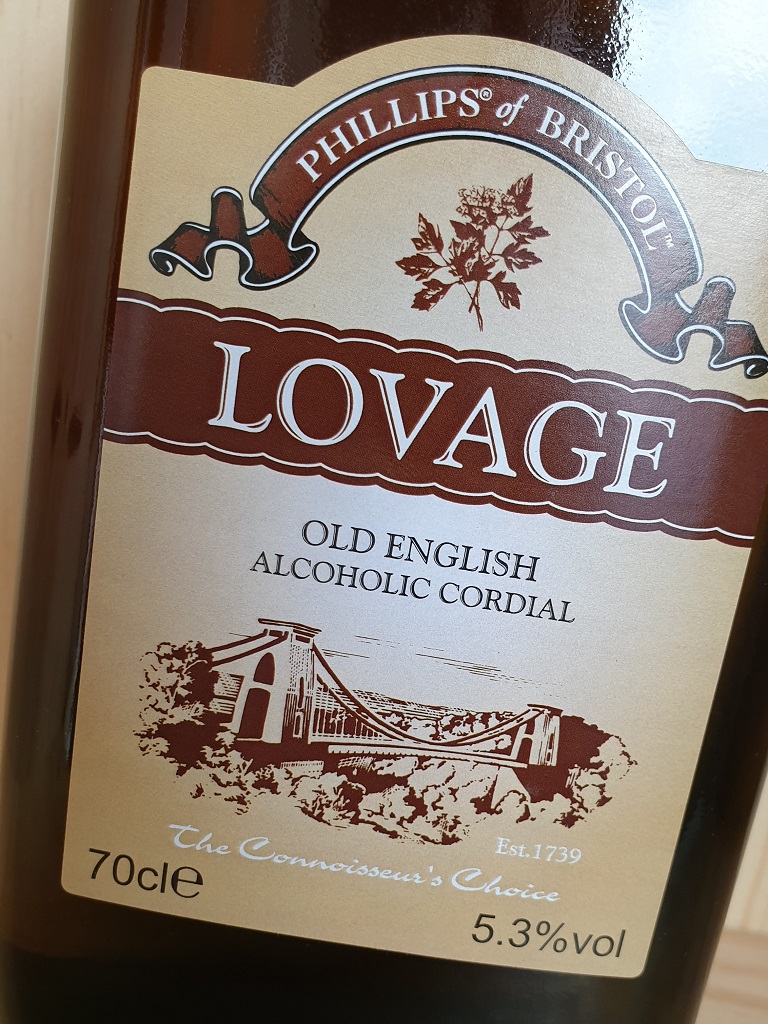 PHILLIPS® of BRISTOL™
LOVAGE
OLD ENGLISH
ALCOHOLIC CORDIAL
Est.1739
The Connoisseur's Choice
70cl℮
5.3%vol